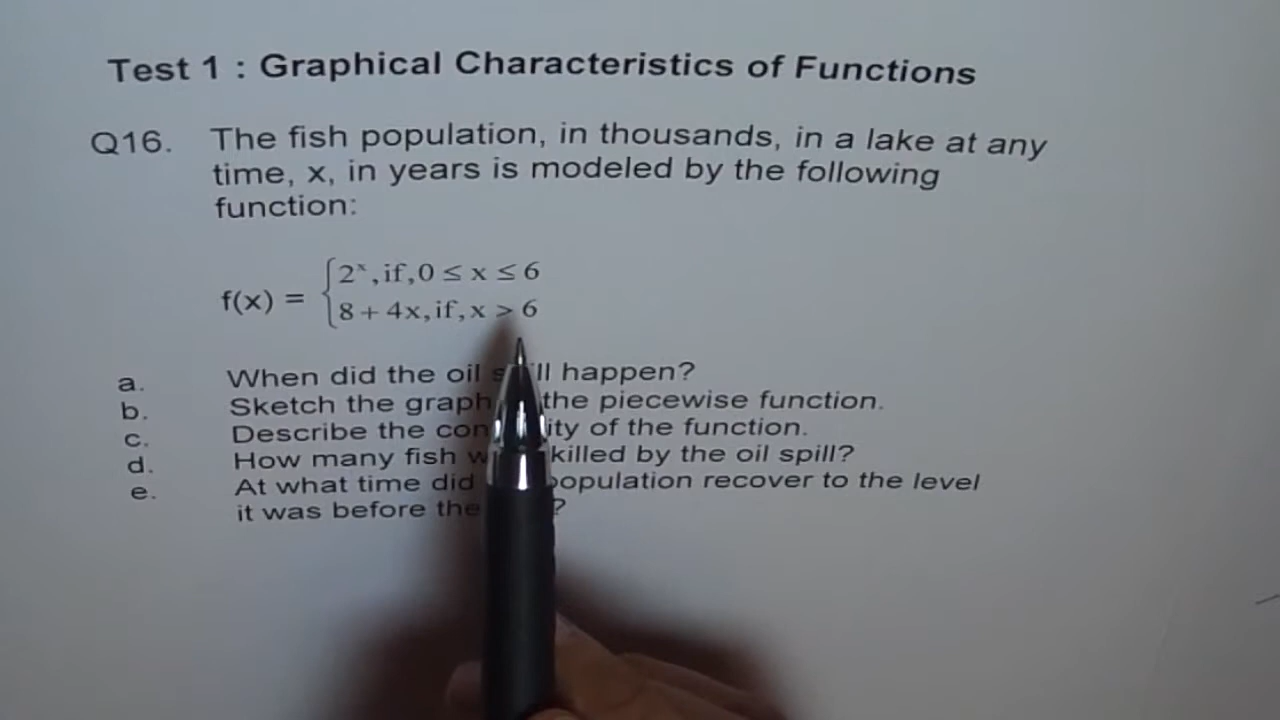 Test 1 : Graphical Characteristics of Functions
Q16. The fish population, in thousands, in a lake at any
time, x, in years is modeled by the following
function:
f(x) = { 2ˣ, if, 0 ≤ x ≤ 6
8 + 4x, if, x > 6
a. When did the oil ll happen?
b. Sketch the graph the piecewise function.
c. Describe the con ity of the function.
d. How many fish killed by the oil spill?
e. At what time did population recover to the level
it was before the ?